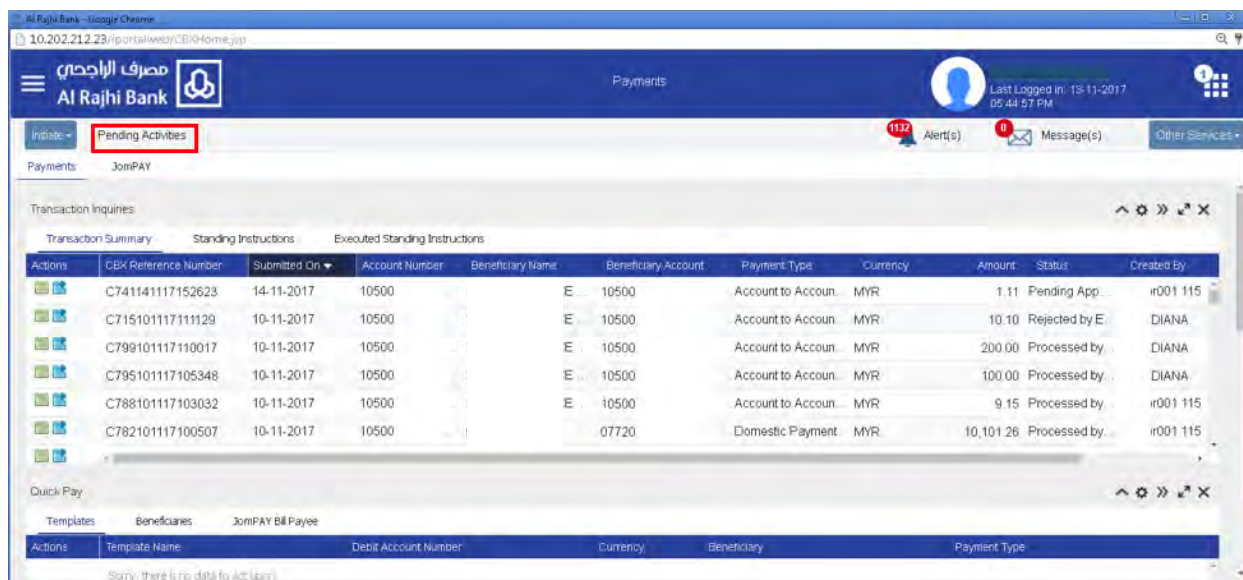 Al Rajhi Bank - Google Chrome
10.202.212.23/iportalweb/CBXHome.jsp
مصرف الراجحي
Al Rajhi Bank
Payments
Last Logged in: 13-11-2017
05:44:57 PM
1
Initiate
Pending Activities
1132 Alert(s)
0 Message(s)
Other Services
Payments JomPAY
Transaction Inquiries
Transaction Summary Standing Instructions Executed Standing Instructions
Actions CBX Reference Number Submitted On Account Number Beneficiary Name Beneficiary Account Payment Type Currency Amount Status Created By
C741141117152623 14-11-2017 10500 E... 10500 Account to Accoun... MYR 1.11 Pending App... r001 115
C715101117111129 10-11-2017 10500 E... 10500 Account to Accoun... MYR 10.10 Rejected by E... DIANA
C799101117110017 10-11-2017 10500 E... 10500 Account to Accoun... MYR 200.00 Processed by... DIANA
C795101117105348 10-11-2017 10500 E... 10500 Account to Accoun... MYR 100.00 Processed by... DIANA
C788101117103032 10-11-2017 10500 E 10500 Account to Accoun... MYR 9.15 Processed by... r001 115
C782101117100507 10-11-2017 10500 07720 Domestic Payment MYR 10,101.26 Processed by... r001 115
Quick Pay
Templates Beneficiaries JomPAY Bill Payee
Actions Template Name Debit Account Number Currency Beneficiary Payment Type
Sorry, there is no data to act upon